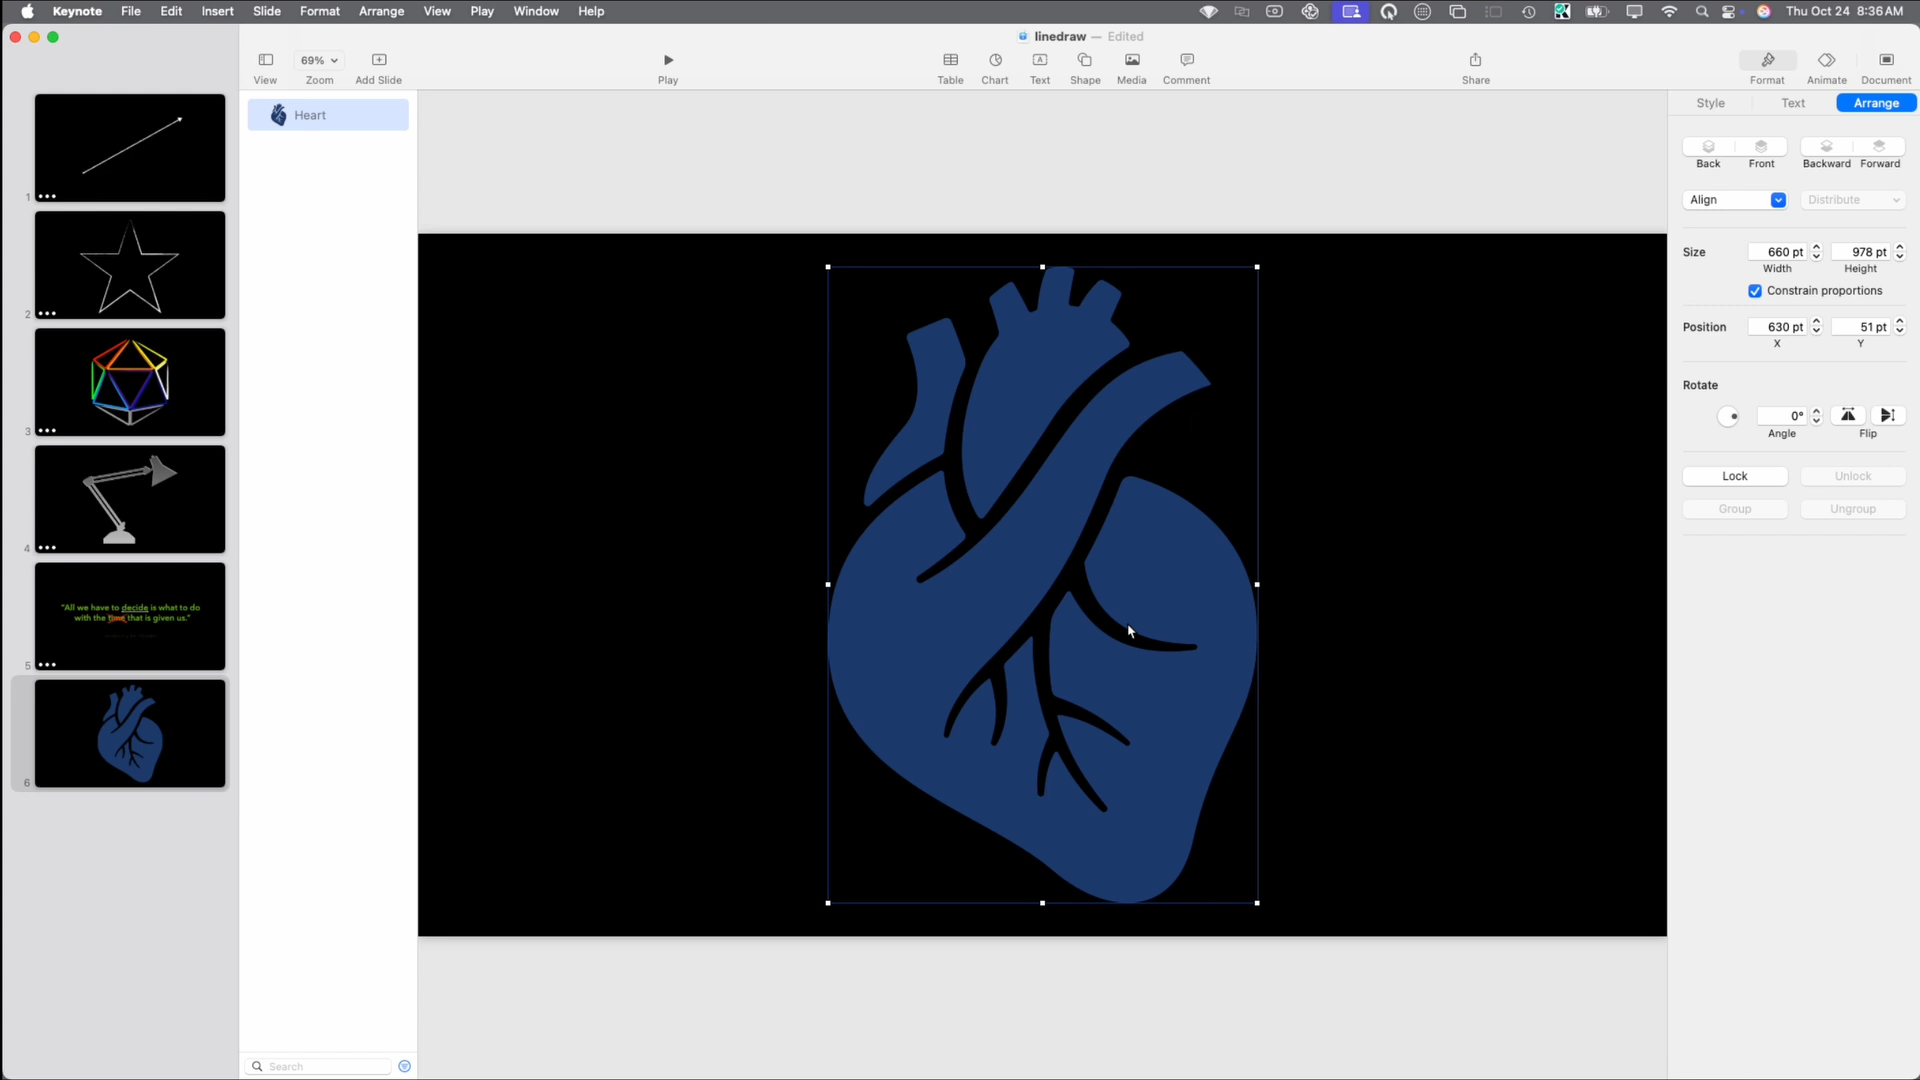 Keynote File Edit Insert Slide Format Arrange View Play Window Help Thu Oct 24 8:36 AM
linedraw — Edited
69%
View Zoom Add Slide Play Table Chart Text Shape Media Comment Share Format Animate Document
Heart
Style Text Arrange
Back Front Backward Forward
Align Distribute
Size 660 pt 978 pt
Width Height
Constrain proportions
Position 630 pt 51 pt
X Y
Rotate
0°
Angle Flip
Lock Unlock
Group Ungroup
1
2
3
4
"All we have to decide is what to do
with the time that is given us."
5
6
Search